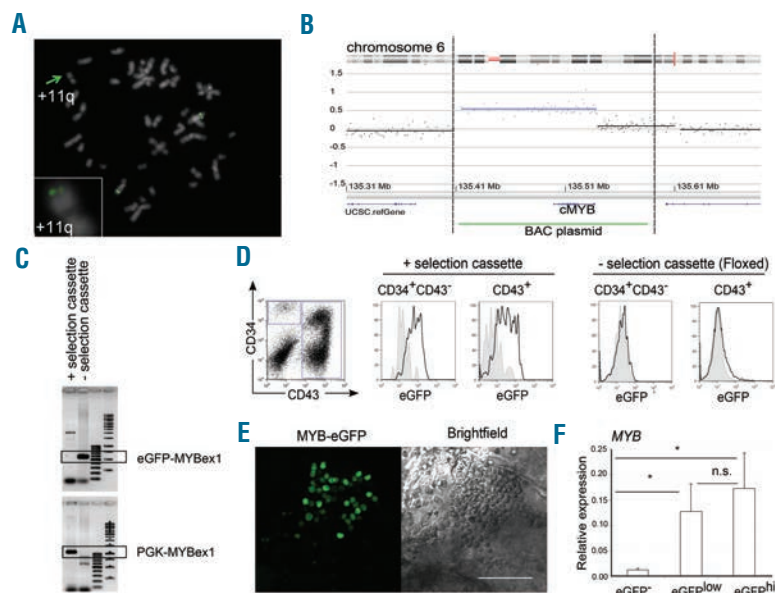 A
+11q
+11q
B
chromosome 6
1.5
1
0.5
0
-0.5
-1
-1.5
135.31 Mb 135.41 Mb 135.51 Mb 135.61 Mb
UCSC.refGene
cMYB
BAC plasmid
C
+ selection cassette
- selection cassette
eGFP-MYBex1
PGK-MYBex1
D
CD34
CD43
+ selection cassette
CD34+CD43- CD43+
eGFP eGFP
- selection cassette (Floxed)
CD34+CD43- CD43+
eGFP eGFP
E
MYB-eGFP Brightfield
F
MYB
Relative expression
0.25
0.20
0.15
0.10
0.05
0.00
*
*
n.s.
eGFP- eGFPlow eGFPhi